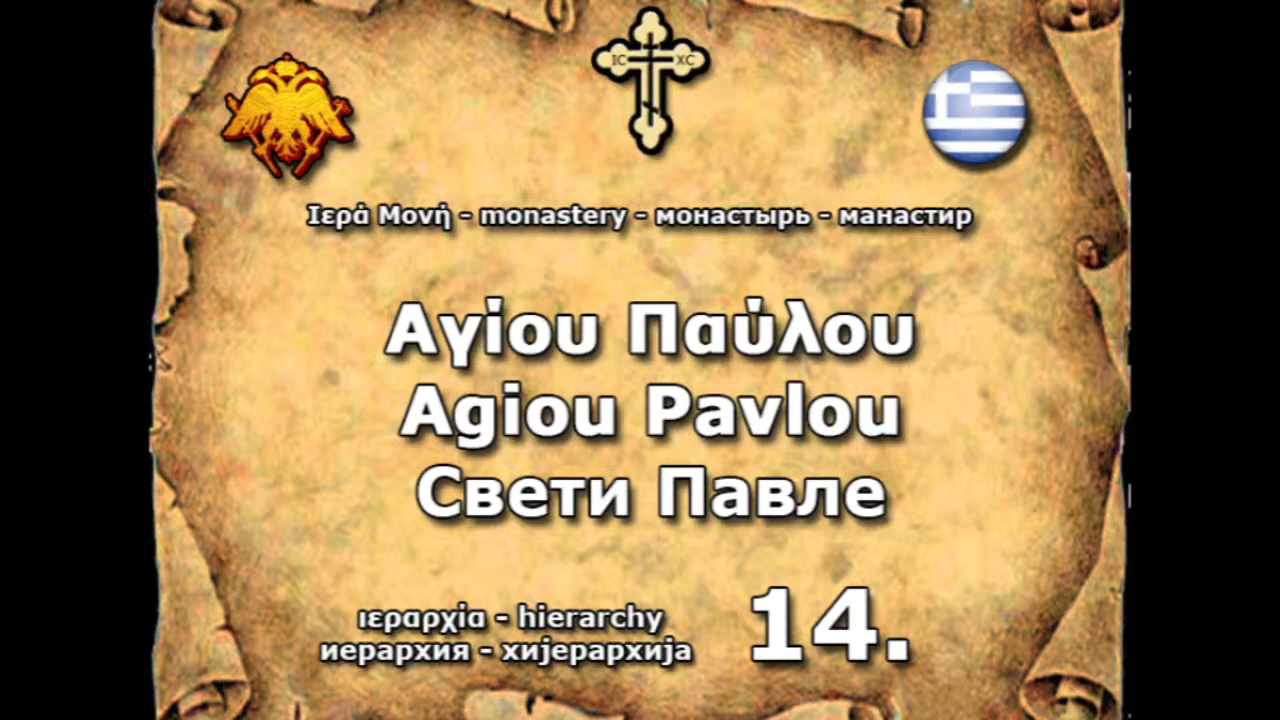 IC XC
Ιερά Μονή - monastery - монастырь - манастир
Αγίου Παύλου
Agiou Pavlou
Свети Павле
ιεραρχία - hierarchy
иерархия - хијерархија
14.